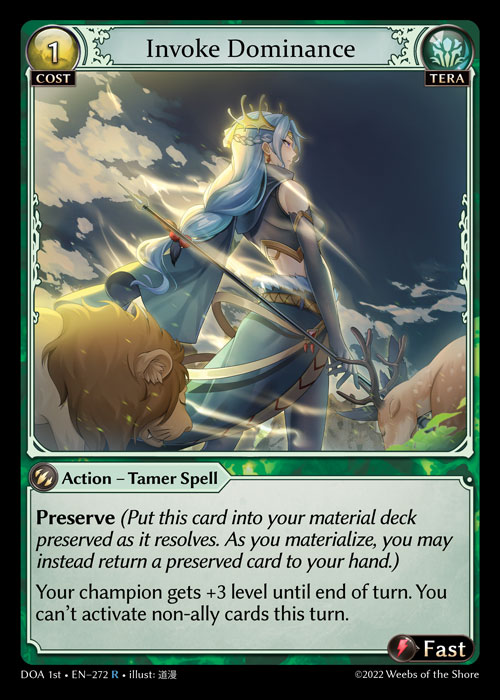 1
Invoke Dominance
COST
TERA
Action – Tamer Spell
Preserve (Put this card into your material deck
preserved as it resolves. As you materialize, you may
instead return a preserved card to your hand.)
Your champion gets +3 level until end of turn. You
can’t activate non-ally cards this turn.
Fast
DOA 1st • EN–272 R • illust: 道漫
©2022 Weebs of the Shore